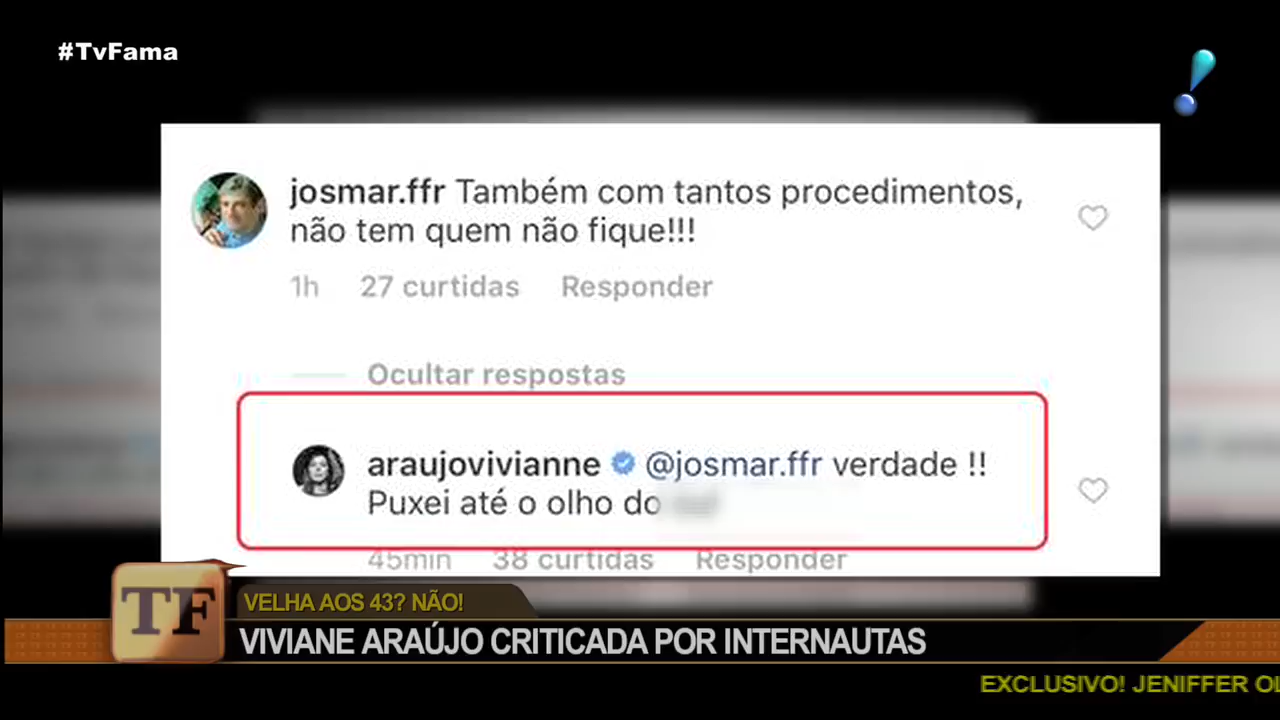 #TvFama
josmar.ffr Também com tantos procedimentos,
não tem quem não fique!!!
1h 27 curtidas Responder
Ocultar respostas
araujovivianne @josmar.ffr verdade !!
Puxei até o olho do
45min 38 curtidas Responder
TF
VELHA AOS 43? NÃO!
VIVIANE ARAÚJO CRITICADA POR INTERNAUTAS
EXCLUSIVO! JENIFFER